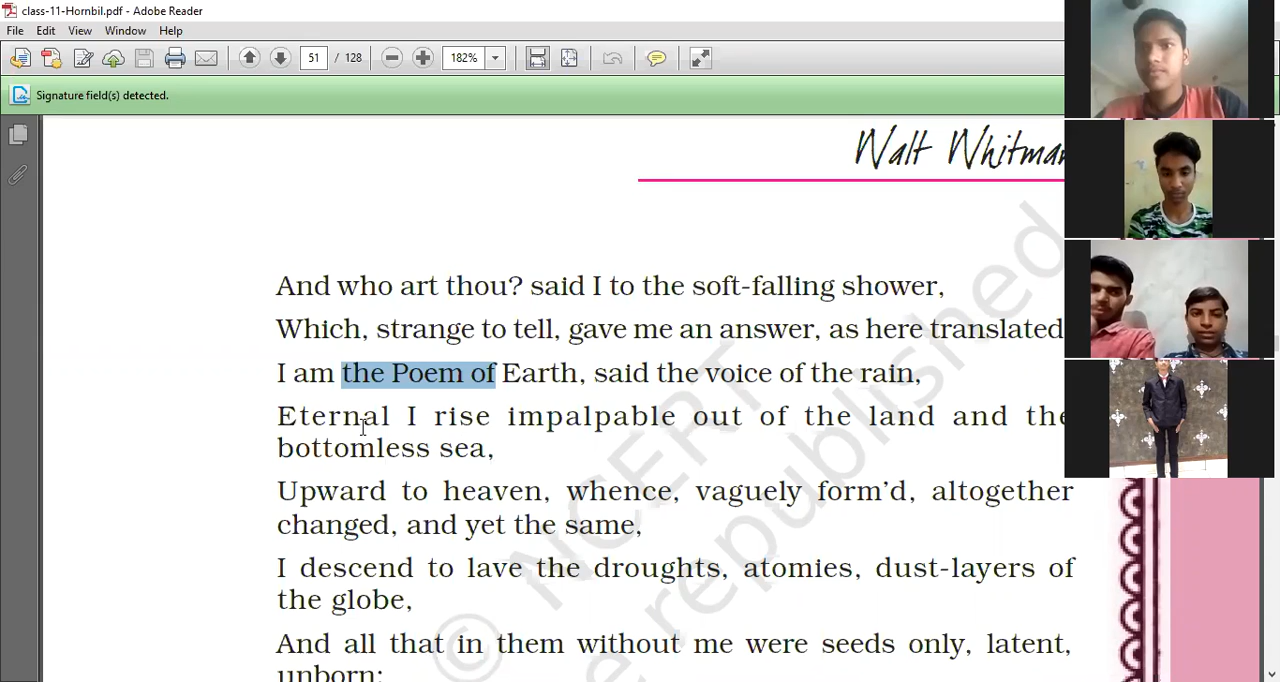 class-11-Hornbil.pdf - Adobe Reader
File Edit View Window Help
51 / 128 182%
Signature field(s) detected.
Walt Whitman
And who art thou? said I to the soft-falling shower,
Which, strange to tell, gave me an answer, as here translated
I am the Poem of Earth, said the voice of the rain,
Eternal I rise impalpable out of the land and the
bottomless sea,
Upward to heaven, whence, vaguely form’d, altogether
changed, and yet the same,
I descend to lave the droughts, atomies, dust-layers of
the globe,
And all that in them without me were seeds only, latent,
unborn;
© NCERT
republished